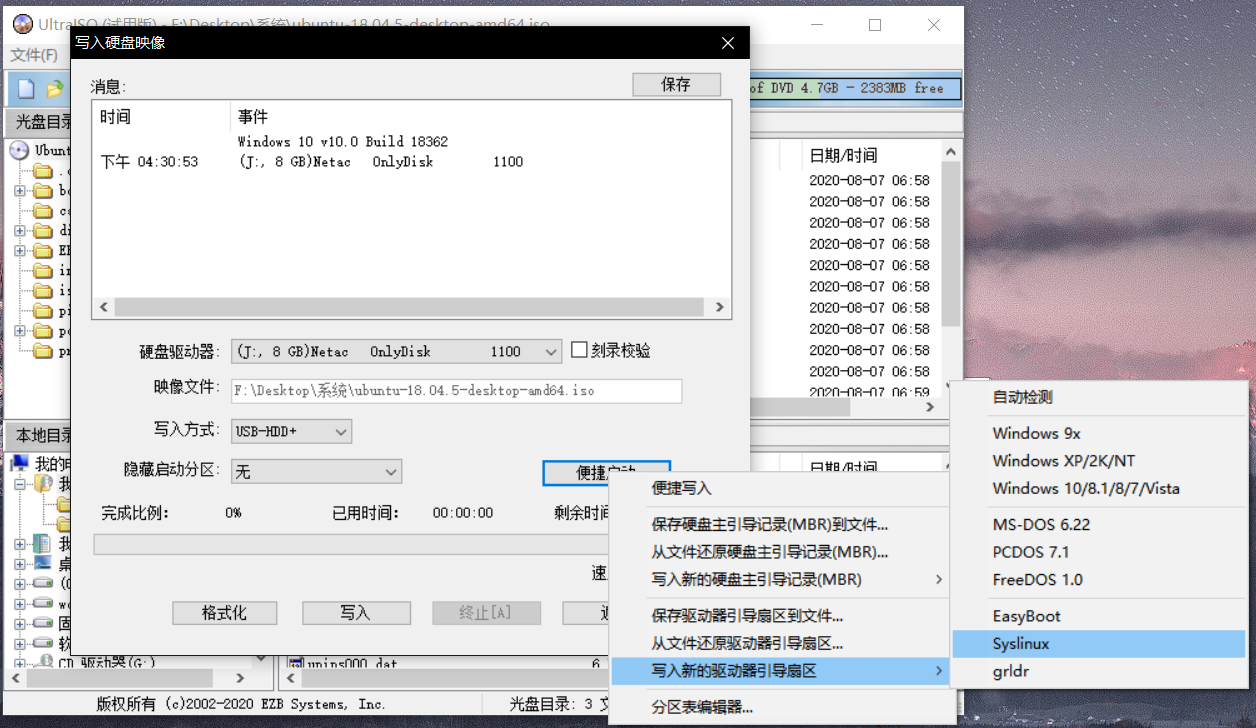 UltraISO (试用版) - F:\Desktop\系统\ubuntu-18.04.5-desktop-amd64.iso
文件(F)
写入硬盘映像
消息:
保存
of DVD 4.7GB - 2383MB free
光盘目录
时间 事件
Windows 10 v10.0 Build 18362
下午 04:30:53 (J:, 8 GB)Netac OnlyDisk 1100
日期/时间
2020-08-07 06:58
2020-08-07 06:58
2020-08-07 06:58
2020-08-07 06:58
2020-08-07 06:58
2020-08-07 06:58
2020-08-07 06:58
2020-08-07 06:58
2020-08-07 06:58
2020-08-07 06:58
2020-08-07 06:59
硬盘驱动器: (J:, 8 GB)Netac OnlyDisk 1100 刻录校验
映像文件: F:\Desktop\系统\ubuntu-18.04.5-desktop-amd64.iso
写入方式: USB-HDD+
隐藏启动分区: 无
便捷启动
完成比例: 0% 已用时间: 00:00:00 剩余时间
格式化 写入 终止[A]
本地目录
日期/时间
CD 驱动器(G:)
unins000.dat 6
版权所有 (c)2002-2020 EZB Systems, Inc. 光盘目录: 3 文
便捷写入
保存硬盘主引导记录(MBR)到文件...
从文件还原硬盘主引导记录(MBR)...
写入新的硬盘主引导记录(MBR)
保存驱动器引导扇区到文件...
从文件还原驱动器引导扇区...
写入新的驱动器引导扇区
分区表编辑器...
自动检测
Windows 9x
Windows XP/2K/NT
Windows 10/8.1/8/7/Vista
MS-DOS 6.22
PCDOS 7.1
FreeDOS 1.0
EasyBoot
Syslinux
grldr